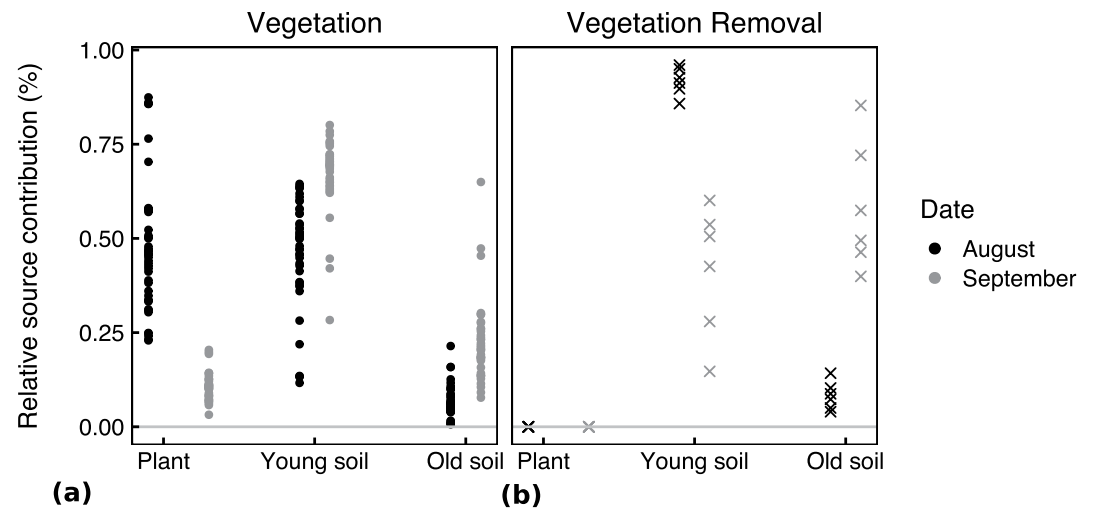 Vegetation
Vegetation Removal
Relative source contribution (%)
1.00
0.75
0.50
0.25
0.00
Plant
Young soil
Old soil
Plant
Young soil
Old soil
Date
August
September
(a)
(b)